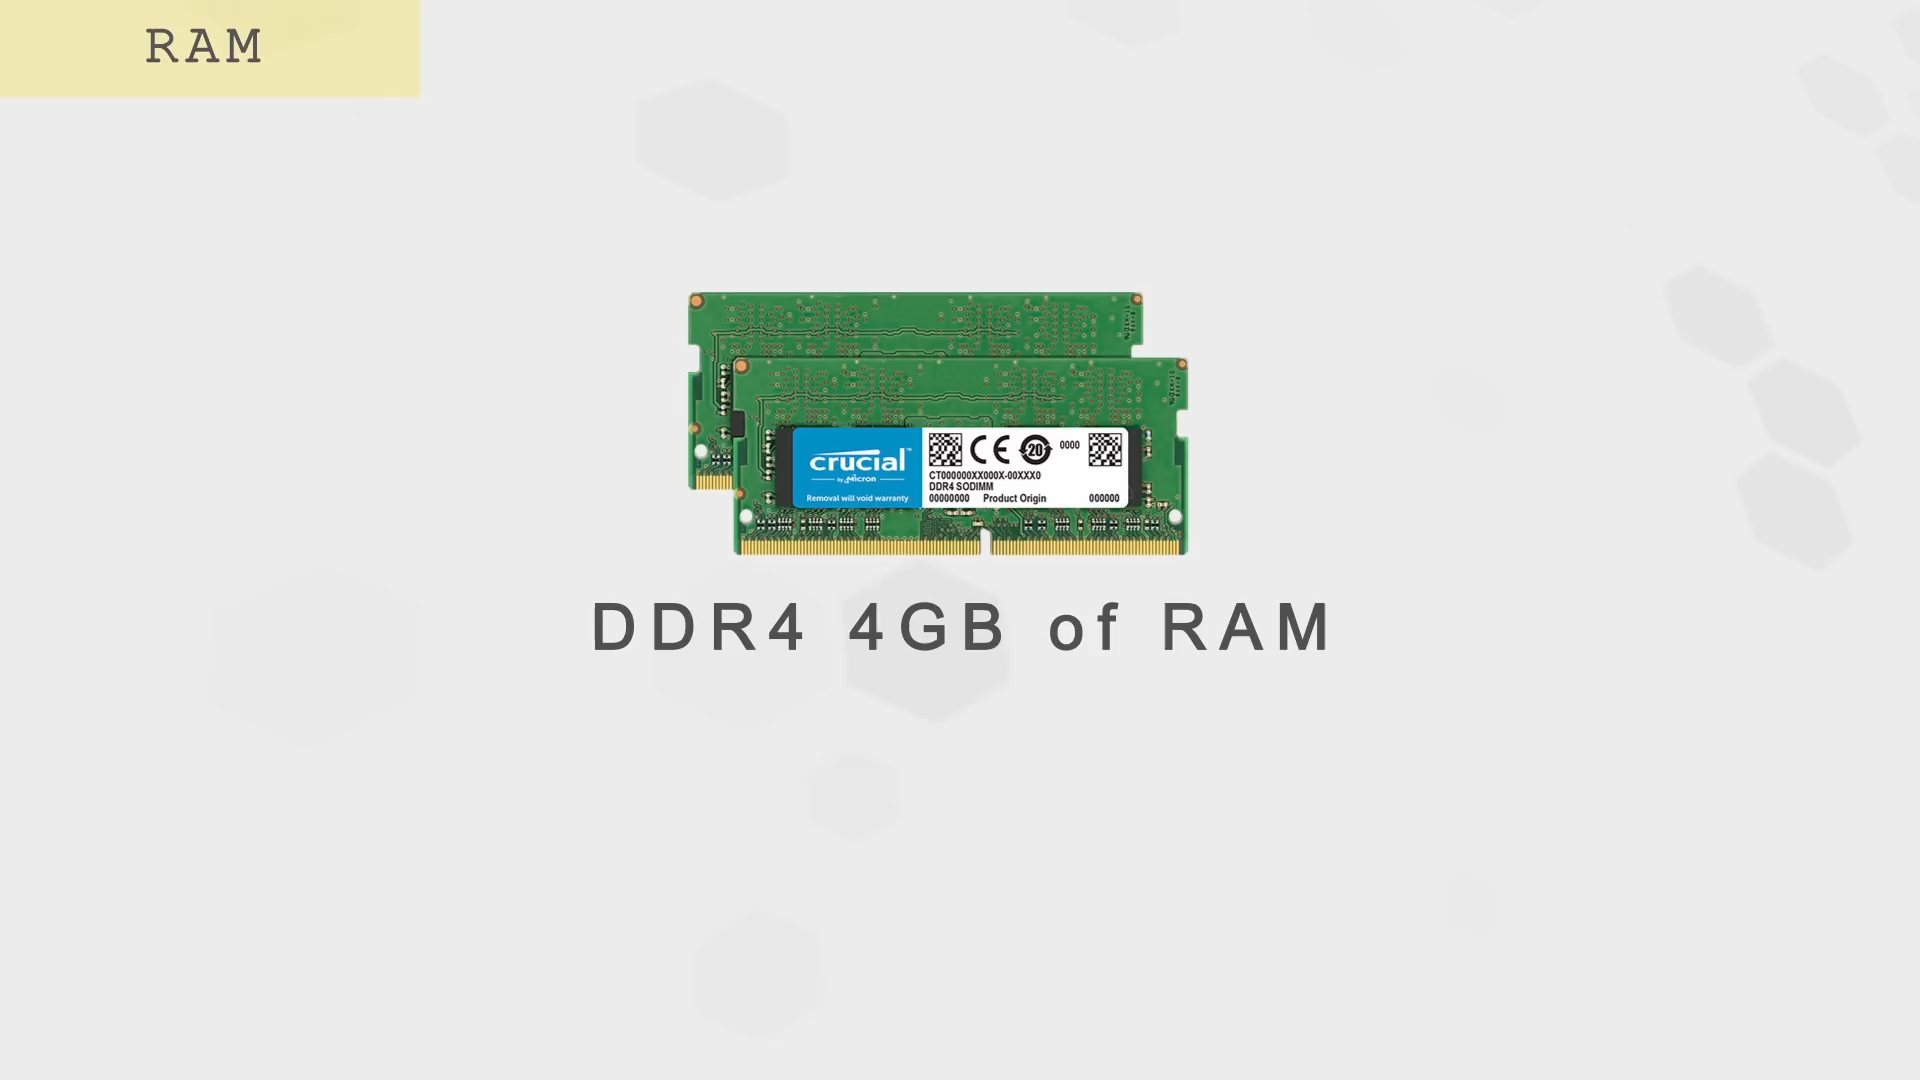 RAM
crucial™
by Micron
Removal will void warranty
CE 20 0000
CT000000XX000X-00XXX0
DDR4 SODIMM
00000000 Product Origin 000000
DDR4 4GB of RAM